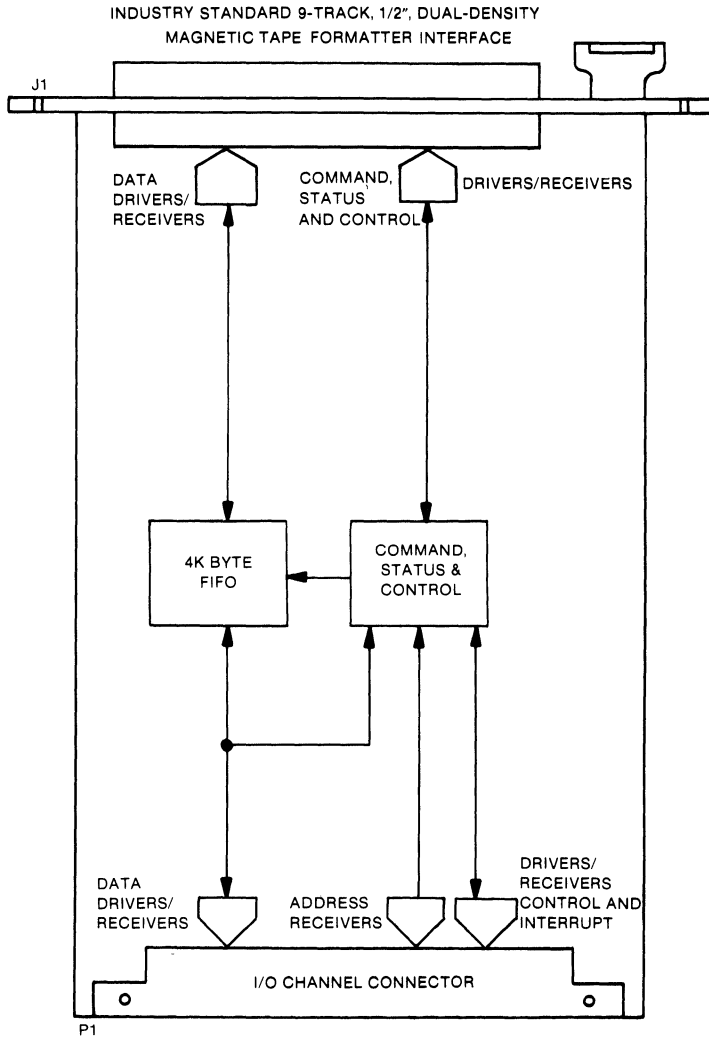 INDUSTRY STANDARD 9-TRACK, 1/2", DUAL-DENSITY
MAGNETIC TAPE FORMATTER INTERFACE
J1
DATA
DRIVERS/
RECEIVERS
COMMAND,
STATUS
AND CONTROL
DRIVERS/RECEIVERS
4K BYTE
FIFO
COMMAND,
STATUS &
CONTROL
DATA
DRIVERS/
RECEIVERS
ADDRESS
RECEIVERS
DRIVERS/
RECEIVERS
CONTROL AND
INTERRUPT
I/O CHANNEL CONNECTOR
P1